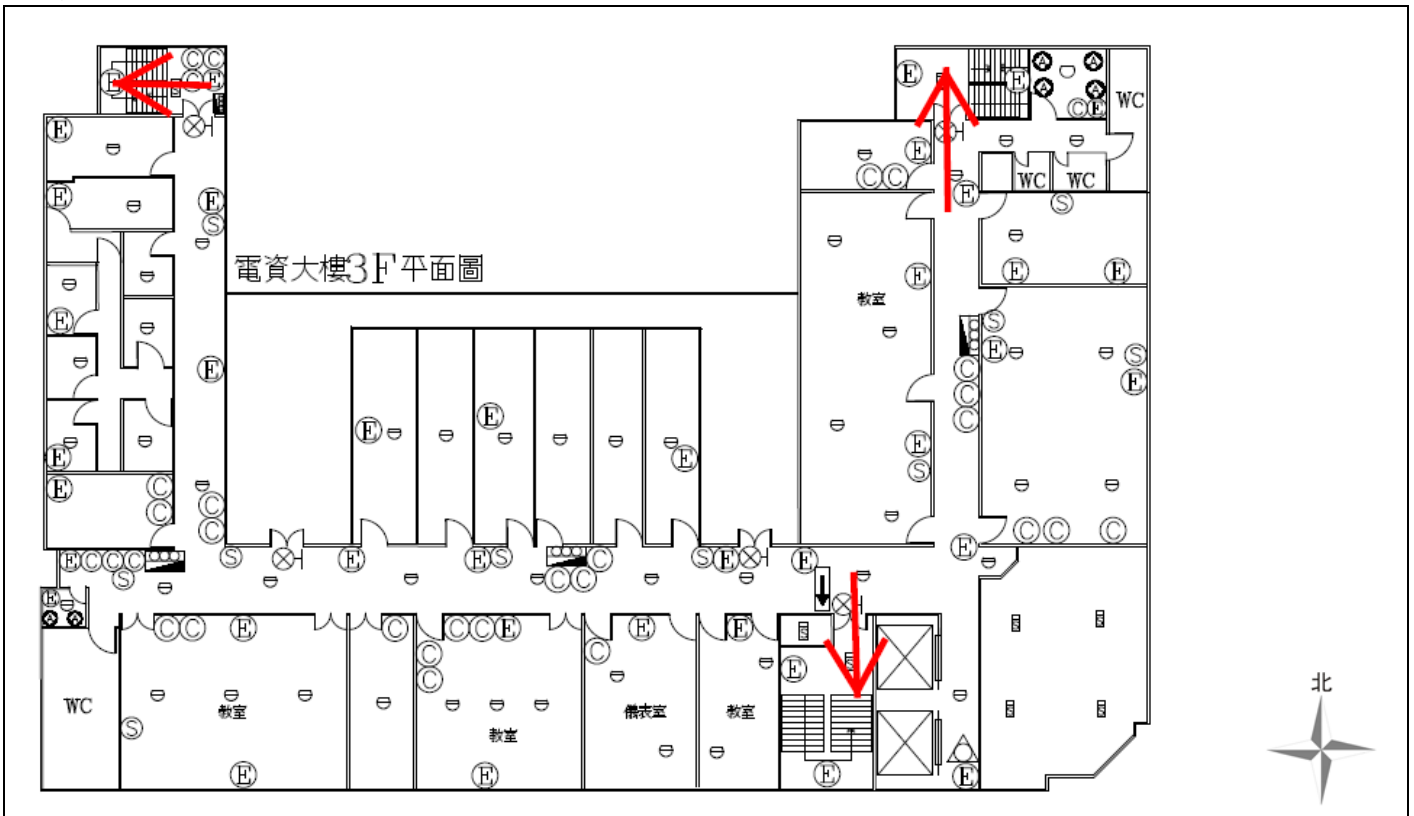 C C A A
E S C E E S E A A
WC
C E
E E
C C
E E E WC WC
S S
電資大樓3F平面圖
E E E
教室
E S
E E S
E C E
C
E E C
E E E
E E S
E C C
C C C C C
E C C C S E E S C S E E E
S C C
E
A A C C E C C C E E E S
C C S E
C
WC 教室 儀表室 教室 S S 北
S 教室
E E E E